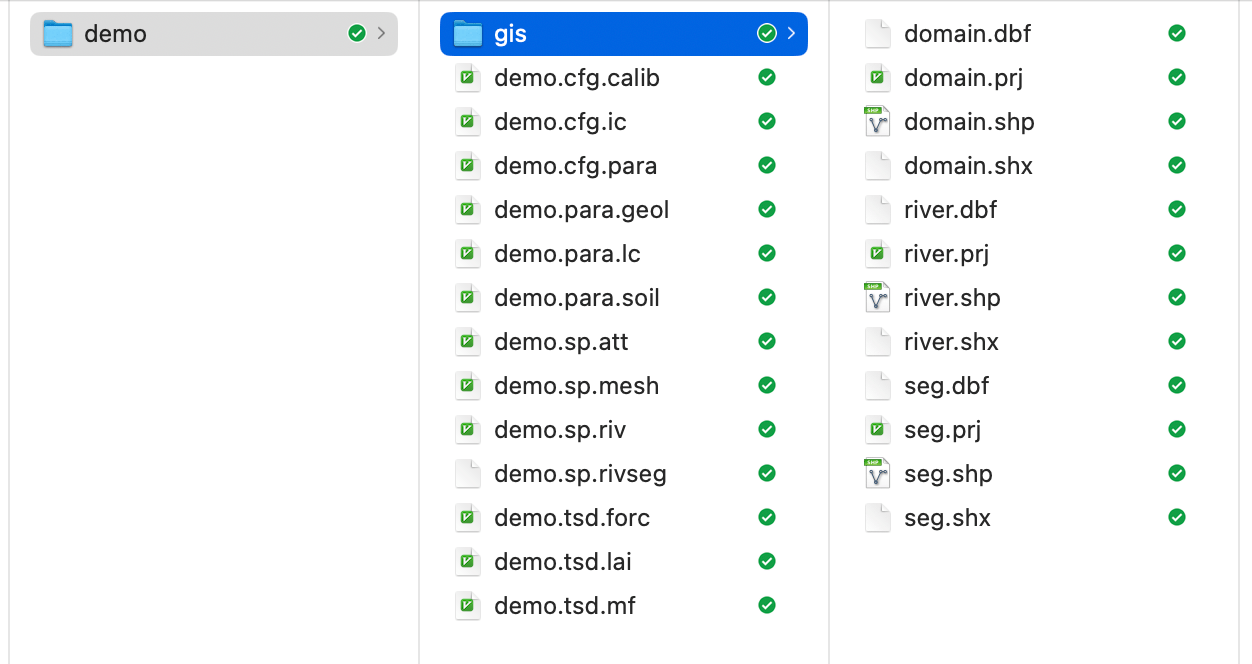 demo
gis
demo.cfg.calib
demo.cfg.ic
demo.cfg.para
demo.para.geol
demo.para.lc
demo.para.soil
demo.sp.att
demo.sp.mesh
demo.sp.riv
demo.sp.rivseg
demo.tsd.forc
demo.tsd.lai
demo.tsd.mf
domain.dbf
domain.prj
SHP
domain.shp
domain.shx
river.dbf
river.prj
SHP
river.shp
river.shx
seg.dbf
seg.prj
SHP
seg.shp
seg.shx